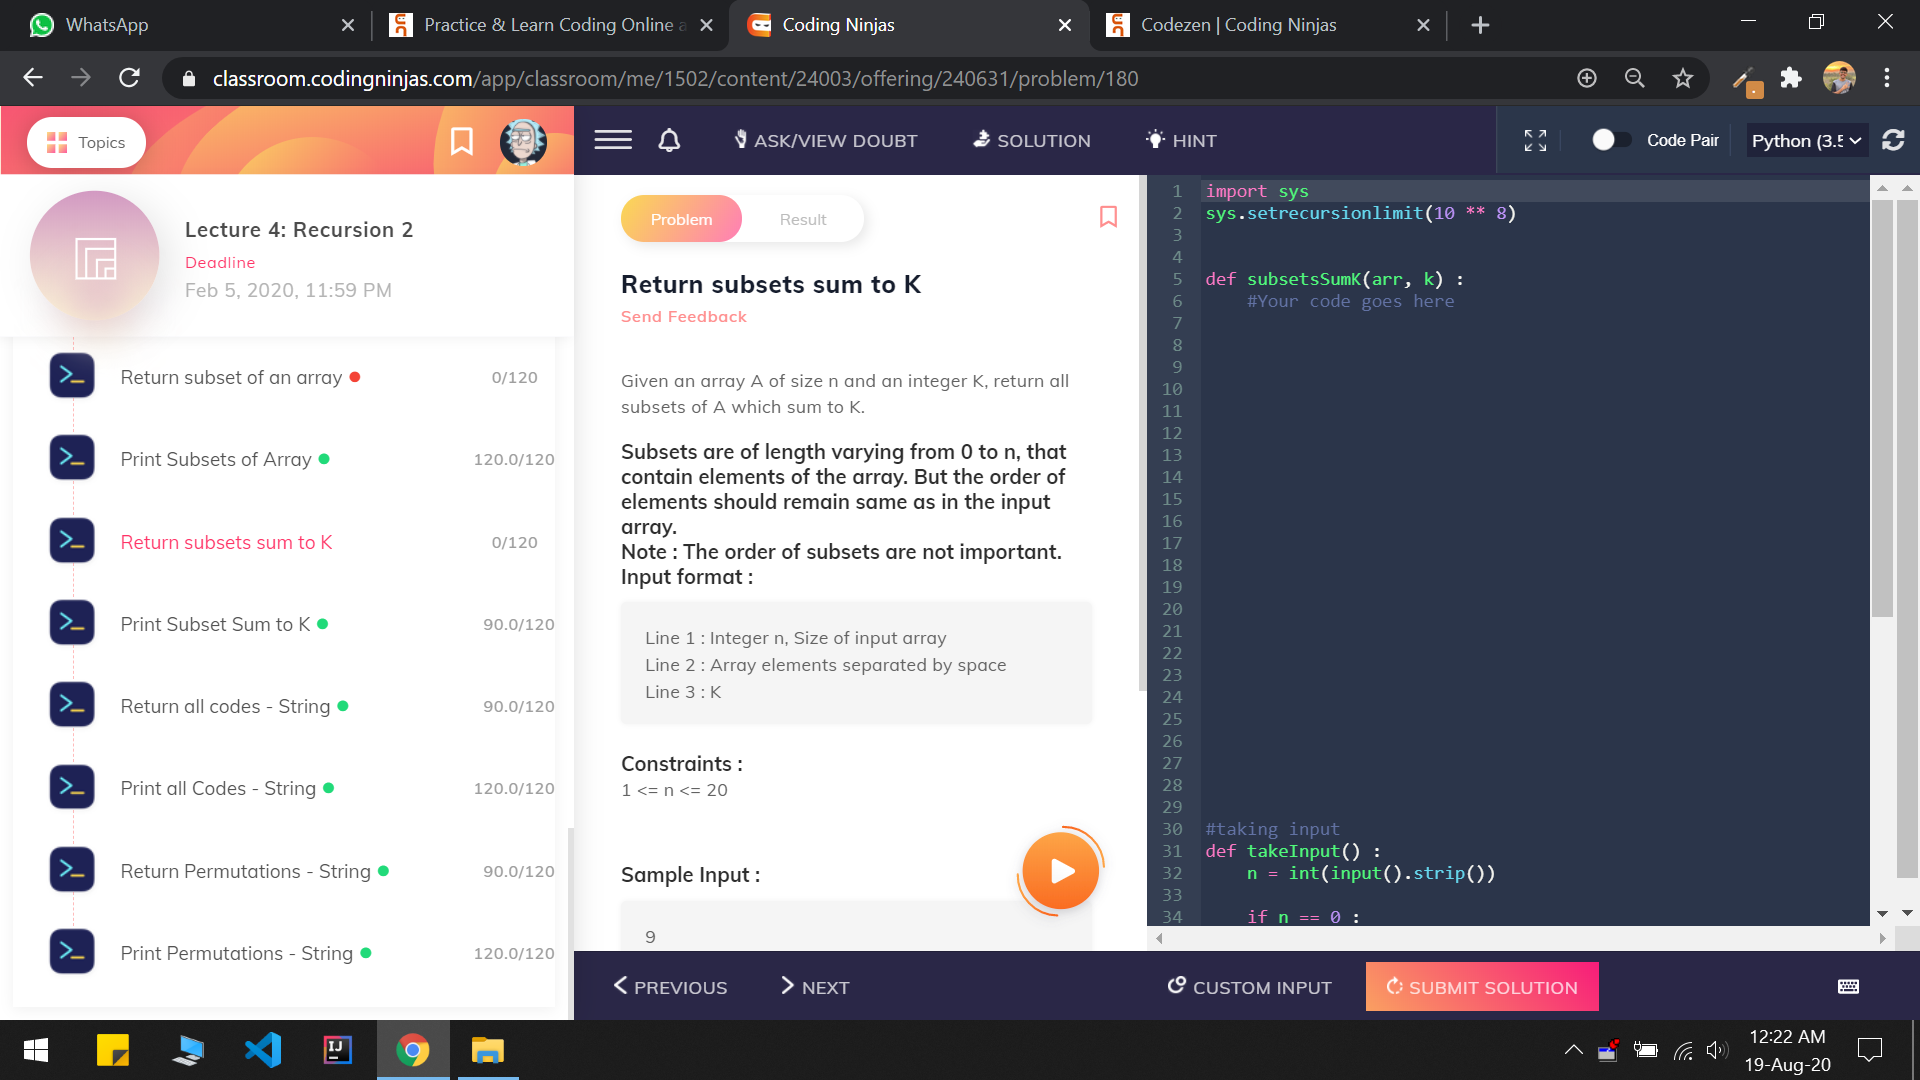 WhatsApp
Practice & Learn Coding Online a
Coding Ninjas
Codezen | Coding Ninjas
classroom.codingninjas.com/app/classroom/me/1502/content/24003/offering/240631/problem/180
Topics
Lecture 4: Recursion 2
Deadline
Feb 5, 2020, 11:59 PM
Return subset of an array 0/120
Print Subsets of Array 120.0/120
Return subsets sum to K 0/120
Print Subset Sum to K 90.0/120
Return all codes - String 90.0/120
Print all Codes - String 120.0/120
Return Permutations - String 90.0/120
Print Permutations - String 120.0/120
ASK/VIEW DOUBT SOLUTION HINT
Code Pair Python (3.5
Problem Result
Return subsets sum to K
Send Feedback
Given an array A of size n and an integer K, return all
subsets of A which sum to K.
Subsets are of length varying from 0 to n, that
contain elements of the array. But the order of
elements should remain same as in the input
array.
Note : The order of subsets are not important.
Input format :
Line 1 : Integer n, Size of input array
Line 2 : Array elements separated by space
Line 3 : K
Constraints :
1 <= n <= 20
Sample Input :
9
1 import sys
2 sys.setrecursionlimit(10 ** 8)
3
4
5 def subsetsSumK(arr, k) :
6 #Your code goes here
7
8
9
10
11
12
13
14
15
16
17
18
19
20
21
22
23
24
25
26
27
28
29
30 #taking input
31 def takeInput() :
32 n = int(input().strip())
33
34 if n == 0 :
PREVIOUS NEXT
CUSTOM INPUT SUBMIT SOLUTION
IJ
12:22 AM
19-Aug-20